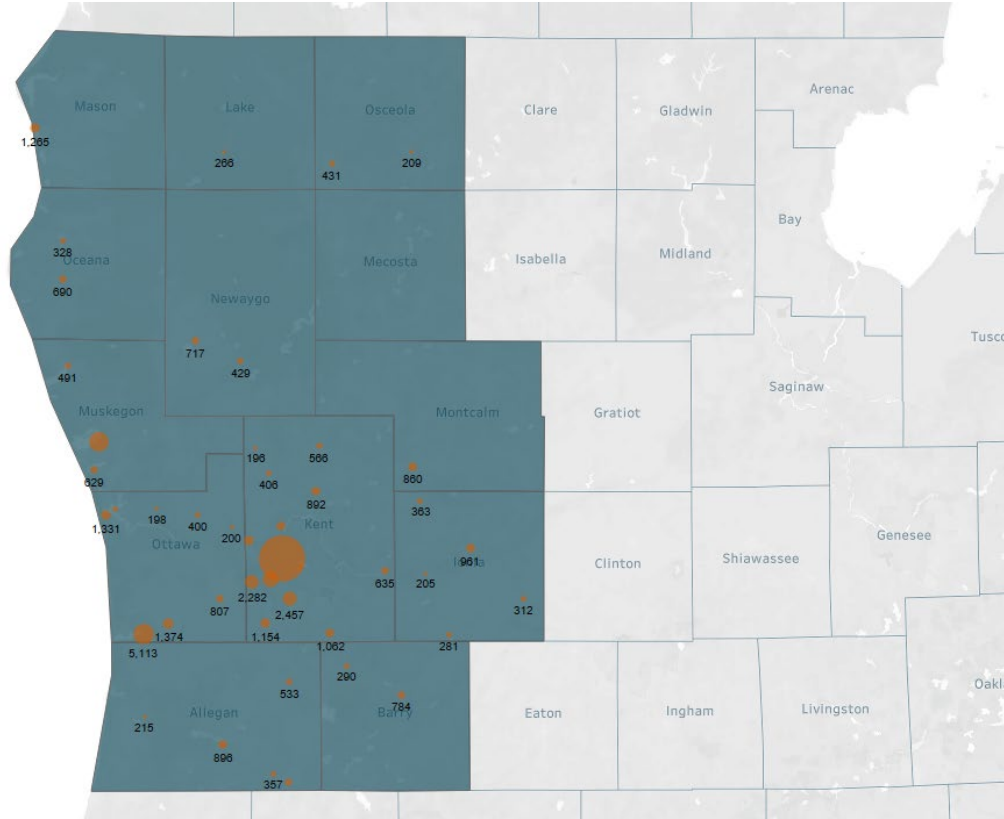 Arenac
Mason
Lake
Osceola
Clare
Gladwin
1,265
266
431
209
Bay
328
Oceana
690
Mecosta
Isabella
Midland
Newaygo
717
429
Tusco
491
Muskegon
Montcalm
Gratiot
Saginaw
196
566
629
406
860
892
363
1,331
198
400
200
Kent
Ottawa
Genesee
961
Ionia
Clinton
Shiawassee
635
205
2,282
807
2,457
312
1,374
1,154
5,113
1,062
281
290
533
784
Barry
Allegan
215
Eaton
Ingham
Livingston
Oakl
896
357